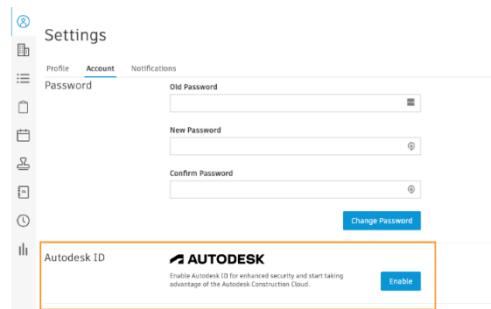 Settings
Profile Account Notifications
Password
Old Password
New Password
Confirm Password
Change Password
Autodesk ID
AUTODESK
Enable Autodesk ID for enhanced security and start taking
advantage of the Autodesk Construction Cloud.
Enable